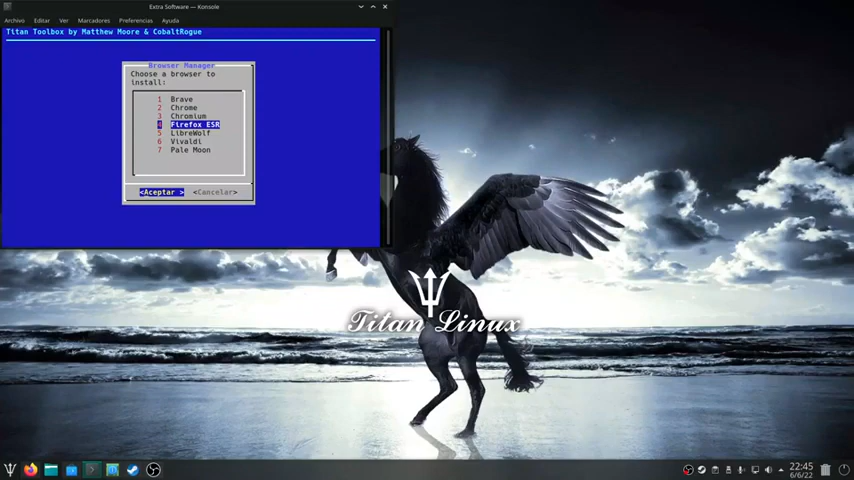 Extra Software — Konsole
Archivo Editar Ver Marcadores Preferencias Ayuda
Titan Toolbox by Matthew Moore & CobaltRogue
Browser Manager
Choose a browser to
install:
1 Brave
2 Chrome
3 Chromium
4 Firefox ESR
5 LibreWolf
6 Vivaldi
7 Pale Moon
<Aceptar > <Cancelar>
Titan Linux
22:45
6/6/22